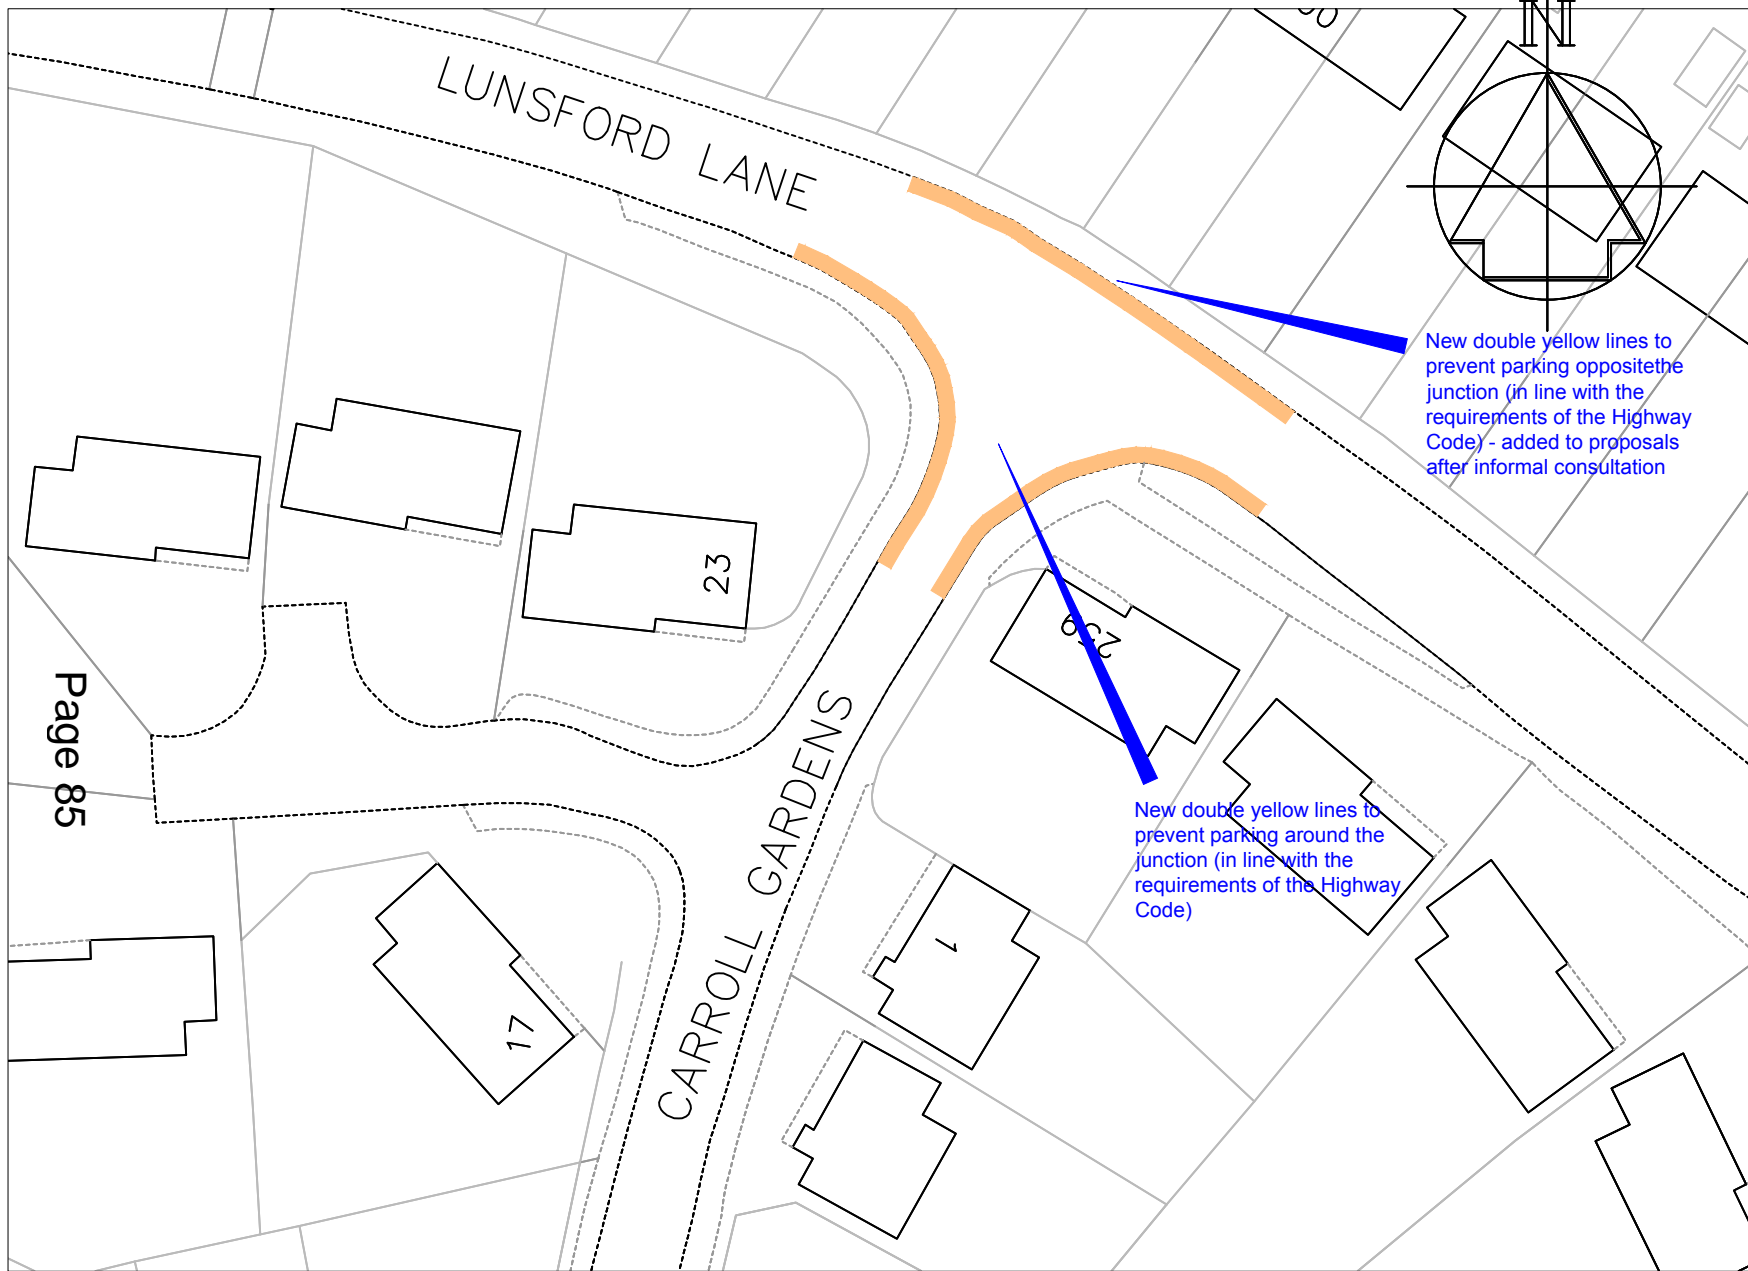 N
LUNSFORD LANE
New double yellow lines to
prevent parking oppositethe
junction (in line with the
requirements of the Highway
Code) - added to proposals
after informal consultation
23
236
Page 85
CARROLL GARDENS
New double yellow lines to
prevent parking around the
junction (in line with the
requirements of the Highway
Code)
1
17